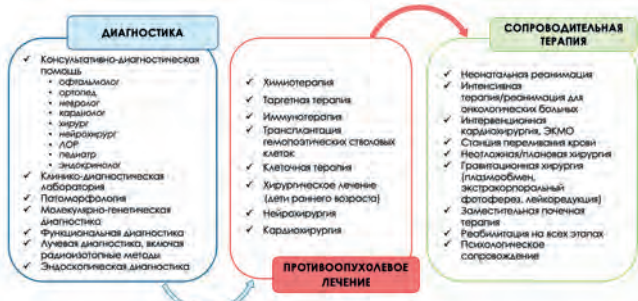 ДИАГНОСТИКА
Консультативно-диагностическая
помощь
офтальмолог
ортопед
невролог
кардиолог
хирург
нейрохирург
ЛОР
педиатр
эндокринолог
Клинико-диагностическая
лаборатория
Патоморфология
Молекулярно-генетическая
диагностика
Функциональная диагностика
Лучевая диагностика, включая
радиоизотопные методы
Эндоскопическая диагностика
Химиотерапия
Таргетная терапия
Иммунотерапия
Трансплантация
гемопоэтических стволовых
клеток
Клеточная терапия
Хирургическое лечение
(дети раннего возраста)
Нейрохирургия
Кардиохирургия
ПРОТИВООПУХОЛЕВОЕ
ЛЕЧЕНИЕ
СОПРОВОДИТЕЛЬНАЯ
ТЕРАПИЯ
Неонатальная реанимация
Интенсивная
терапия/реанимация для
онкологических больных
Интервенционная
кардиохирургия, ЭКМО
Станция переливания крови
Неотложная/плановая хирургия
Гравитационная хирургия
(плазмообмен,
экстракорпоральный
фотоферез, лейкоредукция)
Заместительная почечная
терапия
Реабилитация на всех этапах
Психологическое
сопровождение